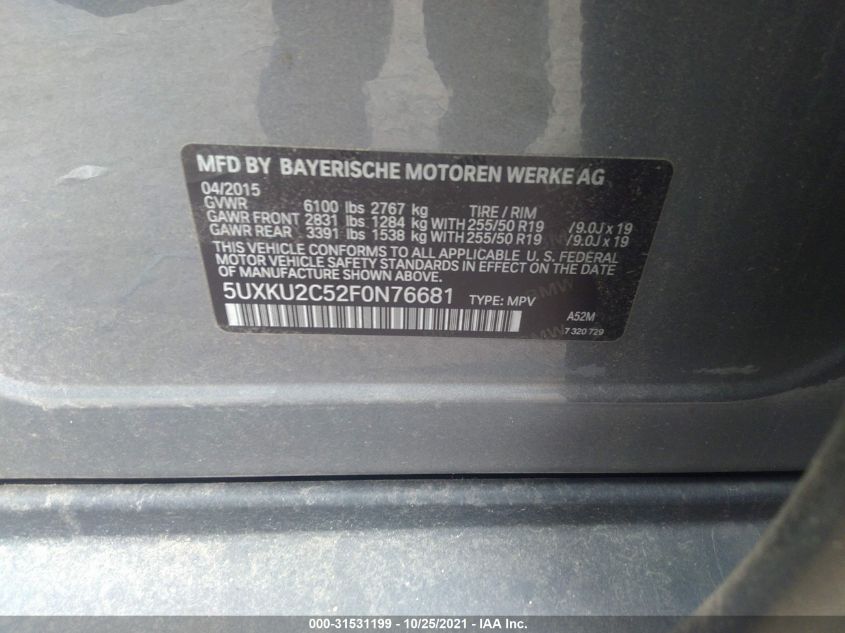 MFD BY BAYERISCHE MOTOREN WERKE AG
04/2015
GVWR 6100 lbs 2767 kg TIRE / RIM
GAWR FRONT 2831 lbs 1284 kg WITH 255/50 R19 /9.0J x 19
GAWR REAR 3391 lbs 1538 kg WITH 255/50 R19 /9.0J x 19
THIS VEHICLE CONFORMS TO ALL APPLICABLE U. S. FEDERAL
MOTOR VEHICLE SAFETY STANDARDS IN EFFECT ON THE DATE
OF MANUFACTURE SHOWN ABOVE.
5UXKU2C52F0N76681 TYPE: MPV
A52M
7 320 729
000-31531199 - 10/25/2021 - IAA Inc.